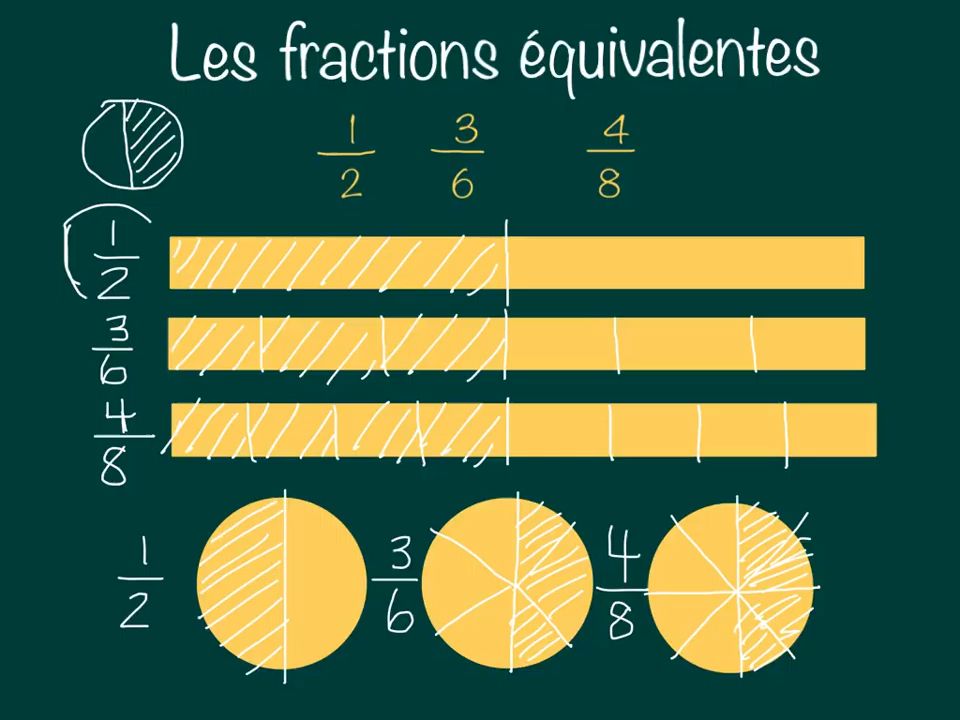 Les fractions équivalentes
1/2 3/6 4/8
1/2
3/6
4/8
1/2 3/6 4/8